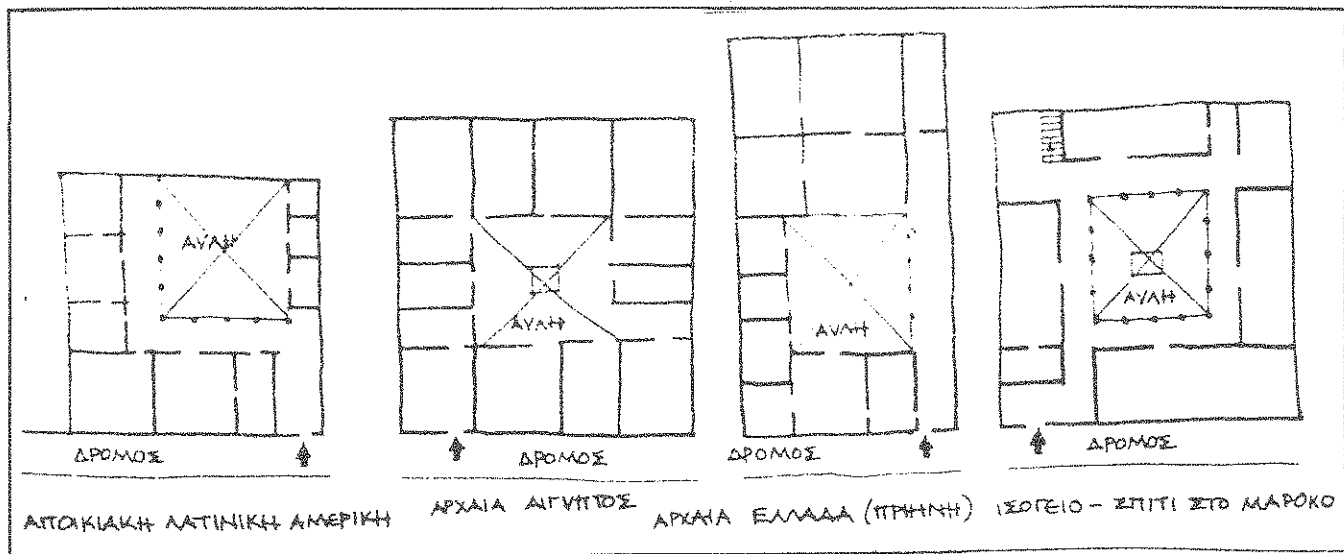 ΑΥΛΗ
ΔΡΟΜΟΣ
ΑΠΟΙΚΙΑΚΗ ΛΑΤΙΝΙΚΗ ΑΜΕΡΙΚΗ
ΑΥΛΗ
ΔΡΟΜΟΣ
ΑΡΧΑΙΑ ΑΙΓΥΠΤΟΣ
ΑΥΛΗ
ΔΡΟΜΟΣ
ΑΡΧΑΙΑ ΕΛΛΑΔΑ (ΠΡΙΗΝΗ)
ΑΥΛΗ
ΔΡΟΜΟΣ
ΙΣΟΓΕΙΟ - ΣΠΙΤΙ ΣΤΟ ΜΑΡΟΚΟ